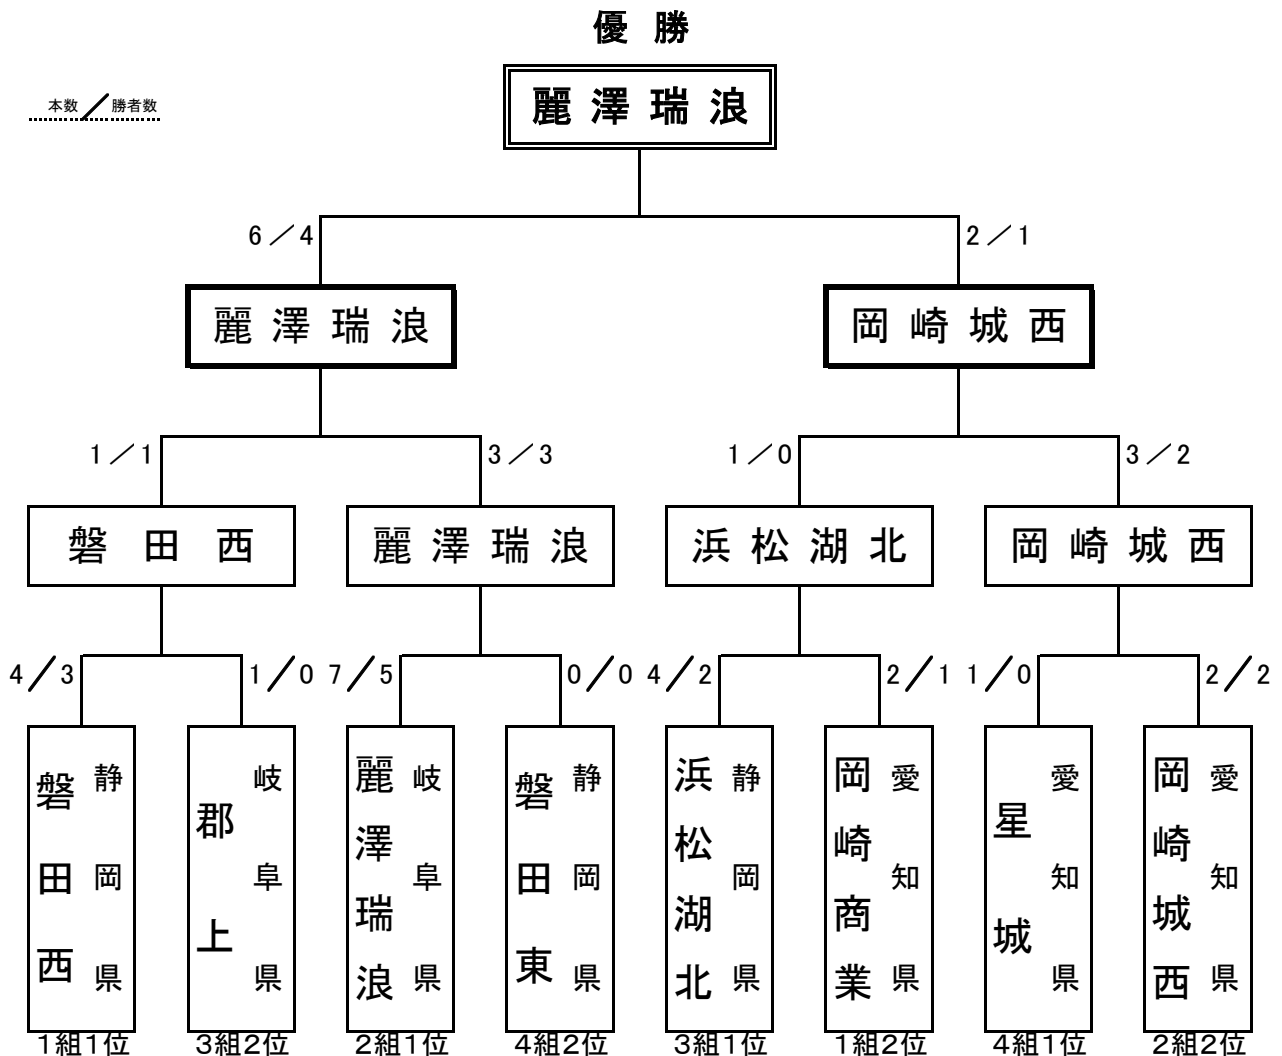 優勝
本数／勝者数
麗澤瑞浪
6／4
2／1
麗澤瑞浪
岡崎城西
1／1
3／3
1／0
3／2
磐田西
麗澤瑞浪
浜松湖北
岡崎城西
4／3
1／0
7／5
0／0
4／2
2／1
1／0
2／2
静岡県
磐田西
岐阜県
郡上
岐阜県
麗澤瑞浪
静岡県
磐田東
静岡県
浜松湖北
愛知県
岡崎商業
愛知県
星城
愛知県
岡崎城西
1組1位
3組2位
2組1位
4組2位
3組1位
1組2位
4組1位
2組2位